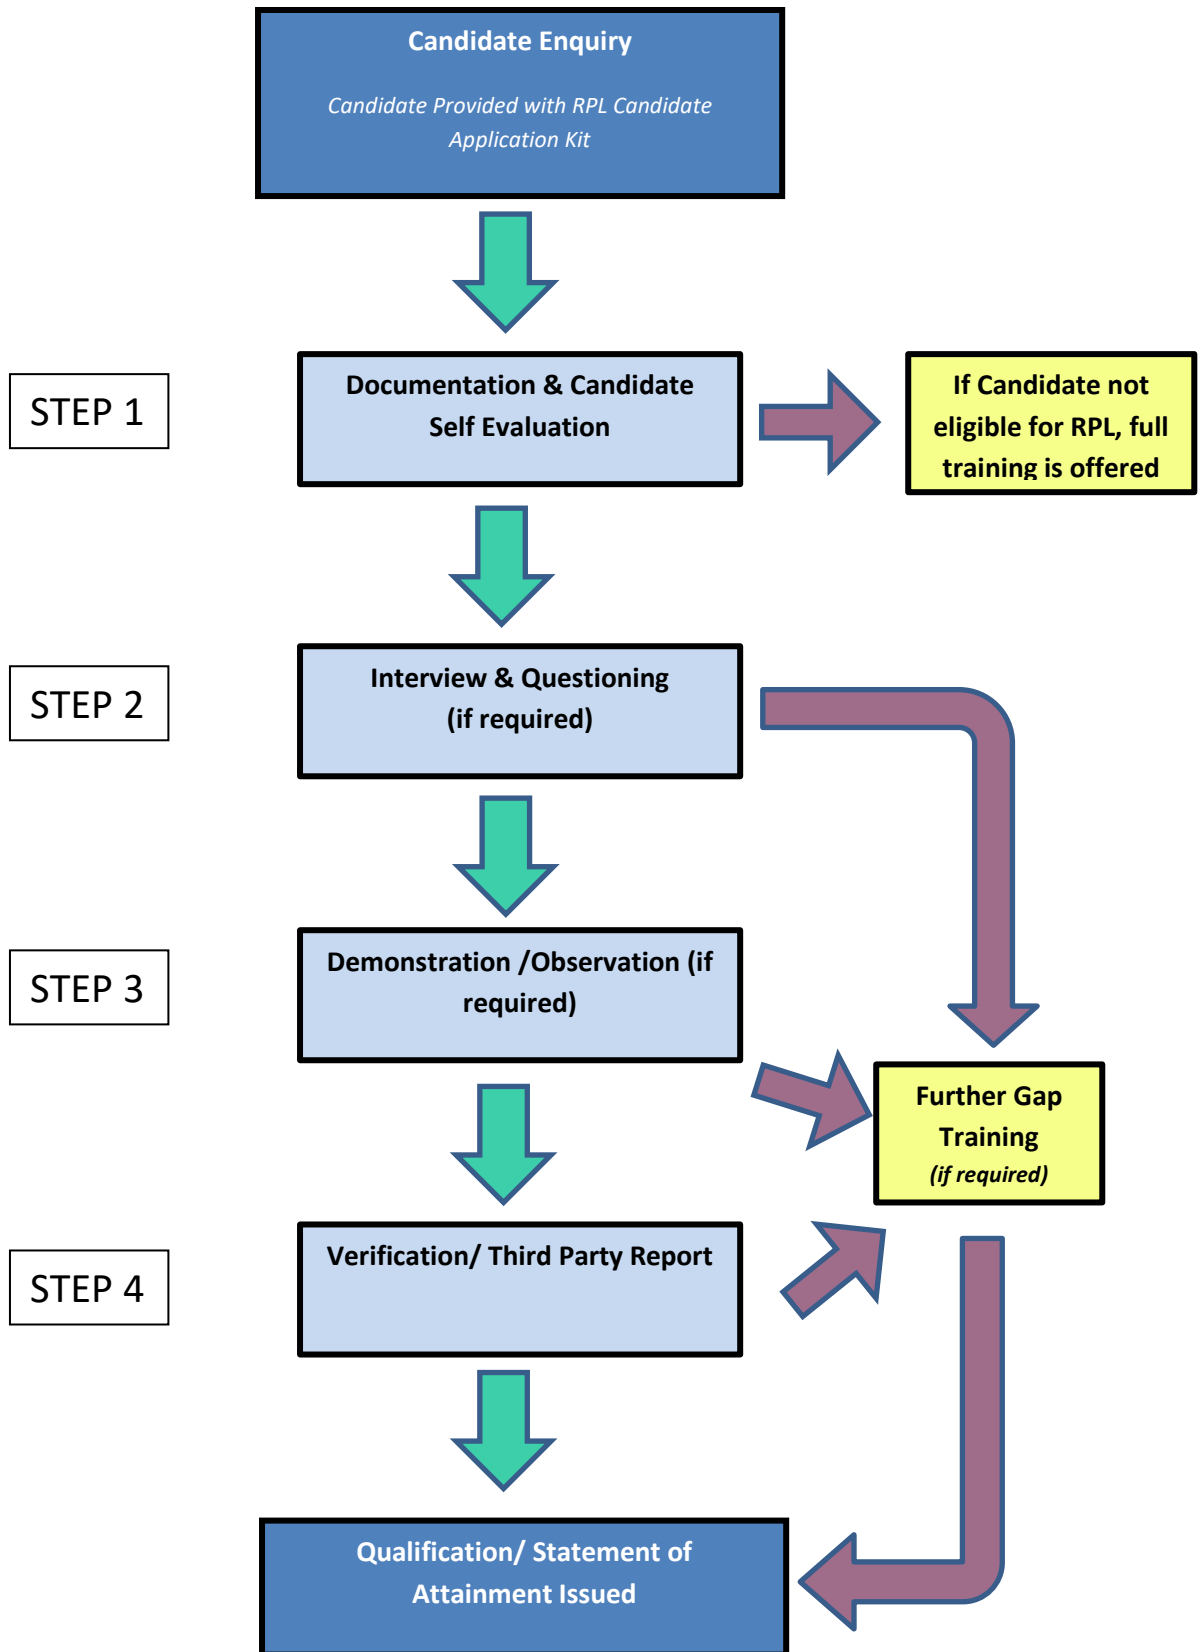 Candidate Enquiry
Candidate Provided with RPL Candidate
Application Kit
STEP 1
Documentation & Candidate
Self Evaluation
If Candidate not
eligible for RPL, full
training is offered
STEP 2
Interview & Questioning
(if required)
STEP 3
Demonstration /Observation (if
required)
Further Gap
Training
(if required)
STEP 4
Verification/ Third Party Report
Qualification/ Statement of
Attainment Issued